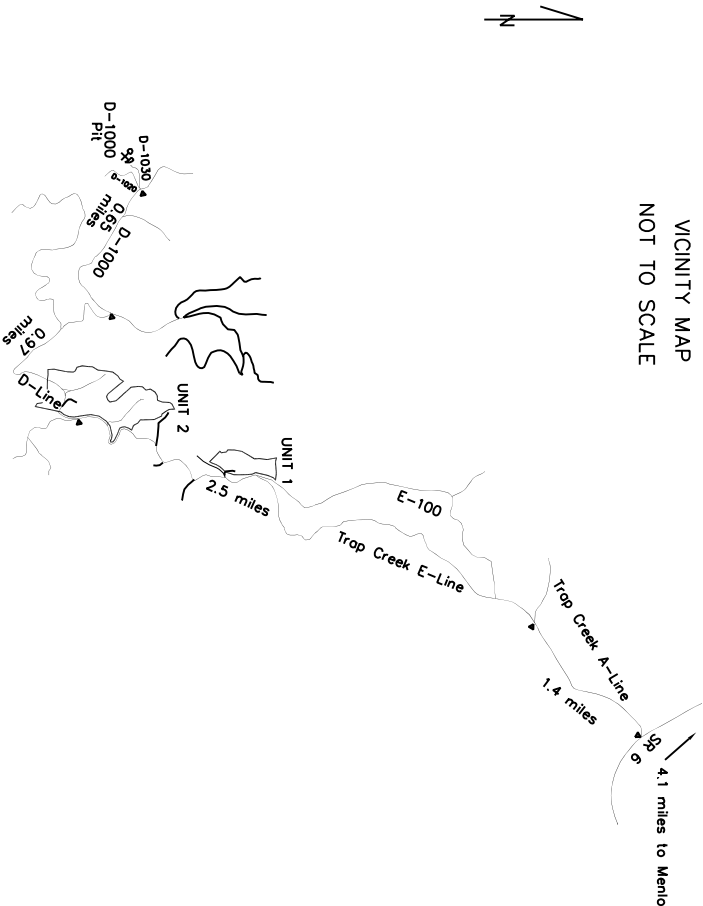 N
VICINITY MAP
NOT TO SCALE
D-1000
Pit
D-1030
D-1020
0.65
miles
D-1000
0.97
miles
D-Line
UNIT 2
UNIT 1
2.5 miles
E-100
Trap Creek E-Line
Trap Creek A-Line
1.4 miles
SR 6
4.1 miles to Menlo